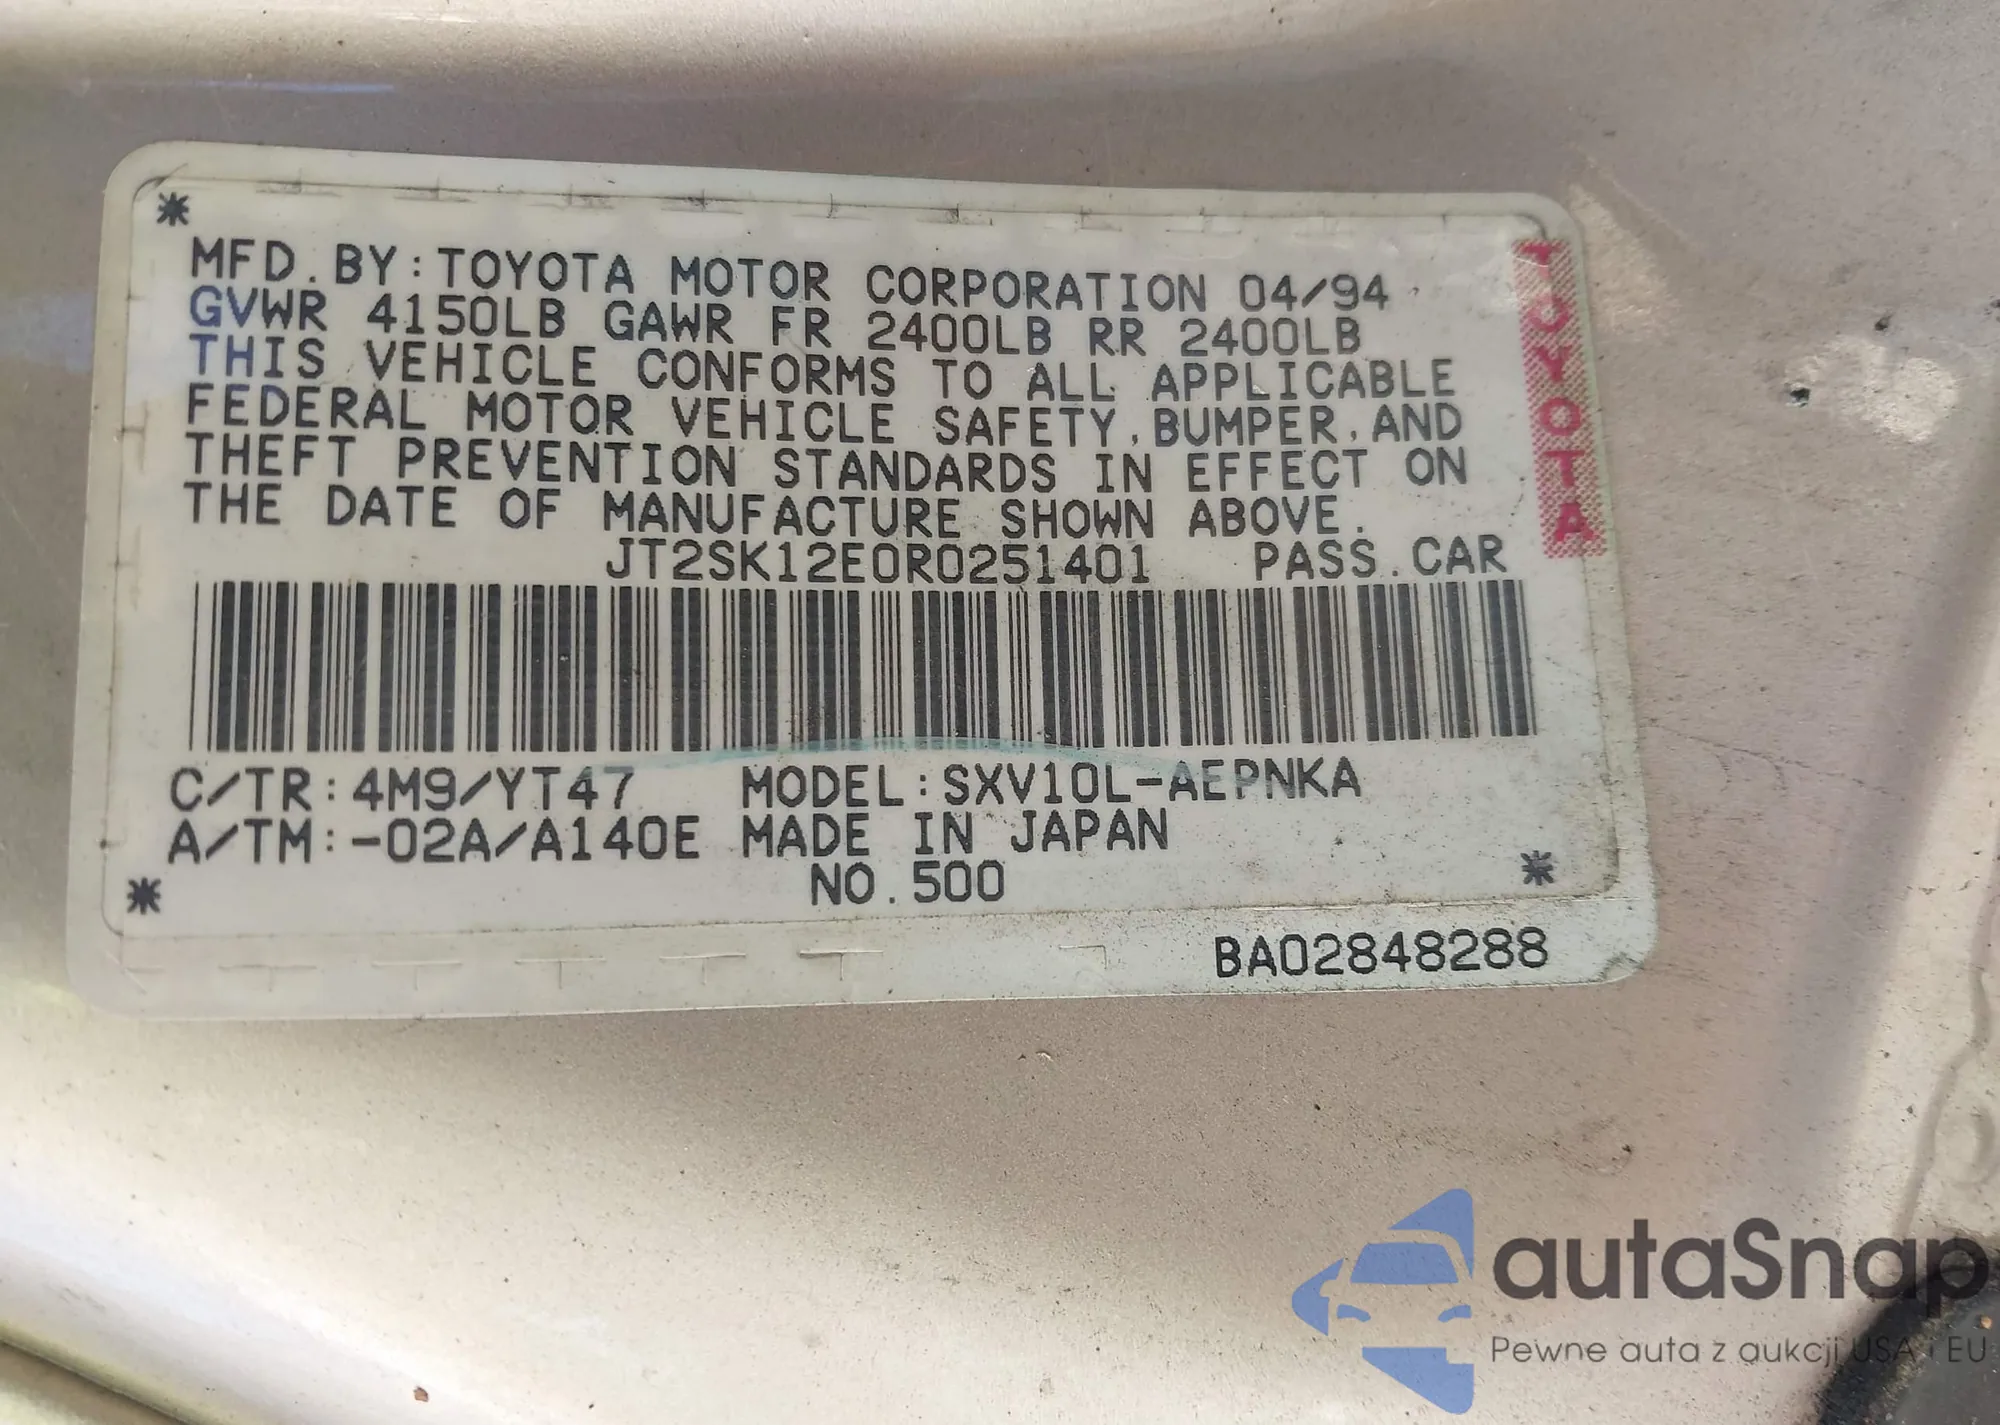 MFD.BY:TOYOTA MOTOR CORPORATION 04/94
GVWR 4150LB GAWR FR 2400LB RR 2400LB
THIS VEHICLE CONFORMS TO ALL APPLICABLE
FEDERAL MOTOR VEHICLE SAFETY,BUMPER,AND
THEFT PREVENTION STANDARDS IN EFFECT ON
THE DATE OF MANUFACTURE SHOWN ABOVE.
JT2SK12E0R0251401 PASS.CAR
TOYOTA
C/TR:4M9/YT47 MODEL:SXV10L-AEPNKA
A/TM:-02A/A140E MADE IN JAPAN
NO.500
BA02848288
autaSnap
Pewne auta z aukcji USA i EU